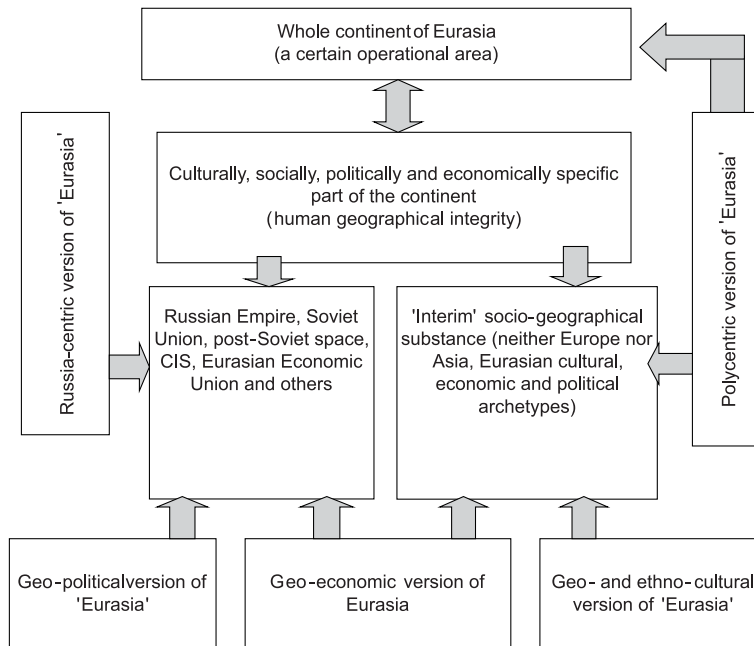 Whole continent of Eurasia
(a certain operational area)
Russia-centric version of 'Eurasia'
Culturally, socially, politically and economically specific
part of the continent
(human geographical integrity)
Polycentric version of 'Eurasia'
Russian Empire, Soviet
Union, post-Soviet space,
CIS, Eurasian Economic
Union and others
'Interim' socio-geographical
substance (neither Europe nor
Asia, Eurasian cultural,
economic and political
archetypes)
Geo-politicalversion of
'Eurasia'
Geo-economic version of
Eurasia
Geo- and ethno-cultural
version of 'Eurasia'